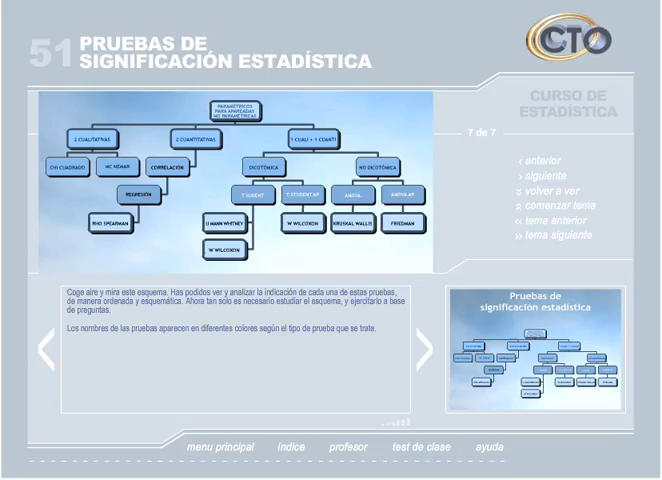 51 PRUEBAS DE
SIGNIFICACIÓN ESTADÍSTICA
CTO
CURSO DE
ESTADÍSTICA
7 de 7
‹ anterior
› siguiente
volver a ver
comenzar tema
‹‹ tema anterior
›› tema siguiente
PARAMÉTRICOS
PARA APAREADAS
NO PARAMÉTRICAS
2 CUALITATIVAS
2 CUANTITATIVAS
1 CUALI + 1 CUANTI
CHI CUADRADO
MC NEMAR
CORRELACIÓN
DICOTÓMICA
NO DICOTÓMICA
REGRESIÓN
T STUDENT AP
RHO SPEARMAN
U MANN WHITNEY
W WILCOXON
KRUSKAL WALLIS
FRIEDMAN
W WILCOXON
Coge aire y mira este esquema. Has podidos ver y analizar la indicación de cada una de estas pruebas,
de manera ordenada y esquemática. Ahora tan solo es necesario estudiar el esquema, y ejercitarlo a base
de preguntas.
Los nombres de las pruebas aparecen en diferentes colores según el tipo de prueba que se trate.
Pruebas de
significación estadística
menu principal índice profesor test de clase ayuda